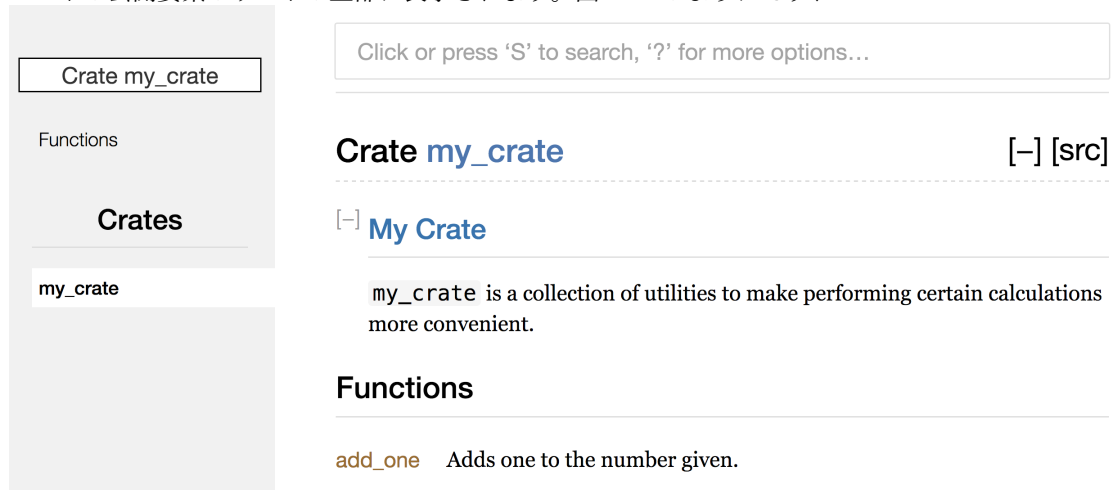 Crate my_crate
Functions
Crates
my_crate
Click or press ‘S’ to search, ‘?’ for more options…
Crate my_crate [−] [src]
[−] My Crate
my_crate is a collection of utilities to make performing certain calculations
more convenient.
Functions
add_one Adds one to the number given.